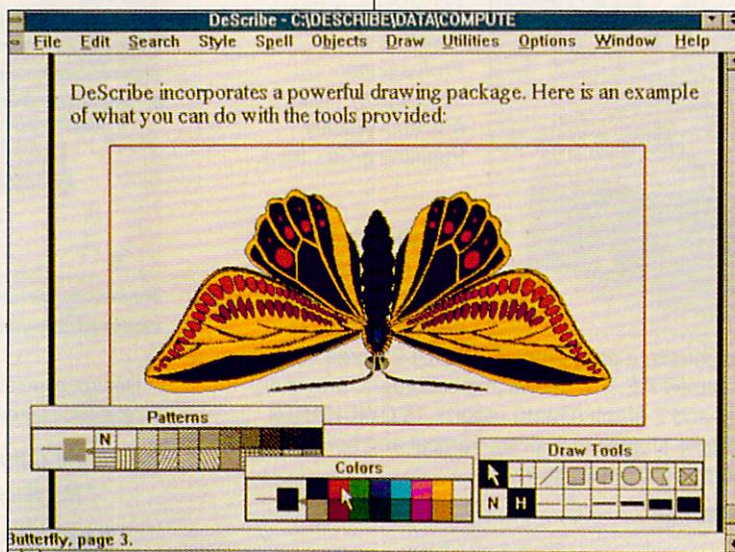 DeScribe - C:\DESCRIBE\DATA\COMPUTE
File Edit Search Style Spell Objects Draw Utilities Options Window Help
DeScribe incorporates a powerful drawing package. Here is an example
of what you can do with the tools provided:
Patterns
N
Colors
Draw Tools
N H
Butterfly, page 3.